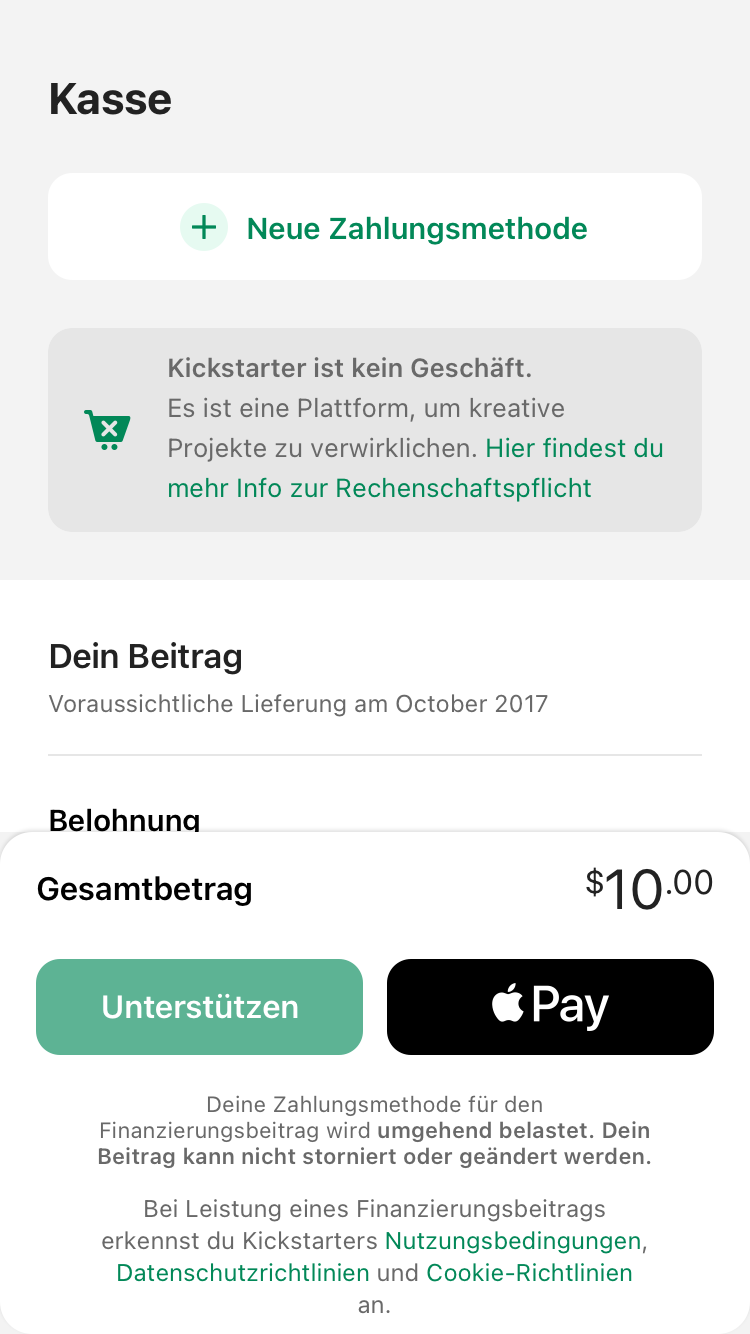 Kasse
Neue Zahlungsmethode
Kickstarter ist kein Geschäft.
Es ist eine Plattform, um kreative
Projekte zu verwirklichen. Hier findest du
mehr Info zur Rechenschaftspflicht
Dein Beitrag
Voraussichtliche Lieferung am October 2017
Belohnung
Gesamtbetrag
$10.00
Unterstützen
Pay
Deine Zahlungsmethode für den
Finanzierungsbeitrag wird umgehend belastet. Dein
Beitrag kann nicht storniert oder geändert werden.
Bei Leistung eines Finanzierungsbeitrags
erkennst du Kickstarters Nutzungsbedingungen,
Datenschutzrichtlinien und Cookie-Richtlinien
an.